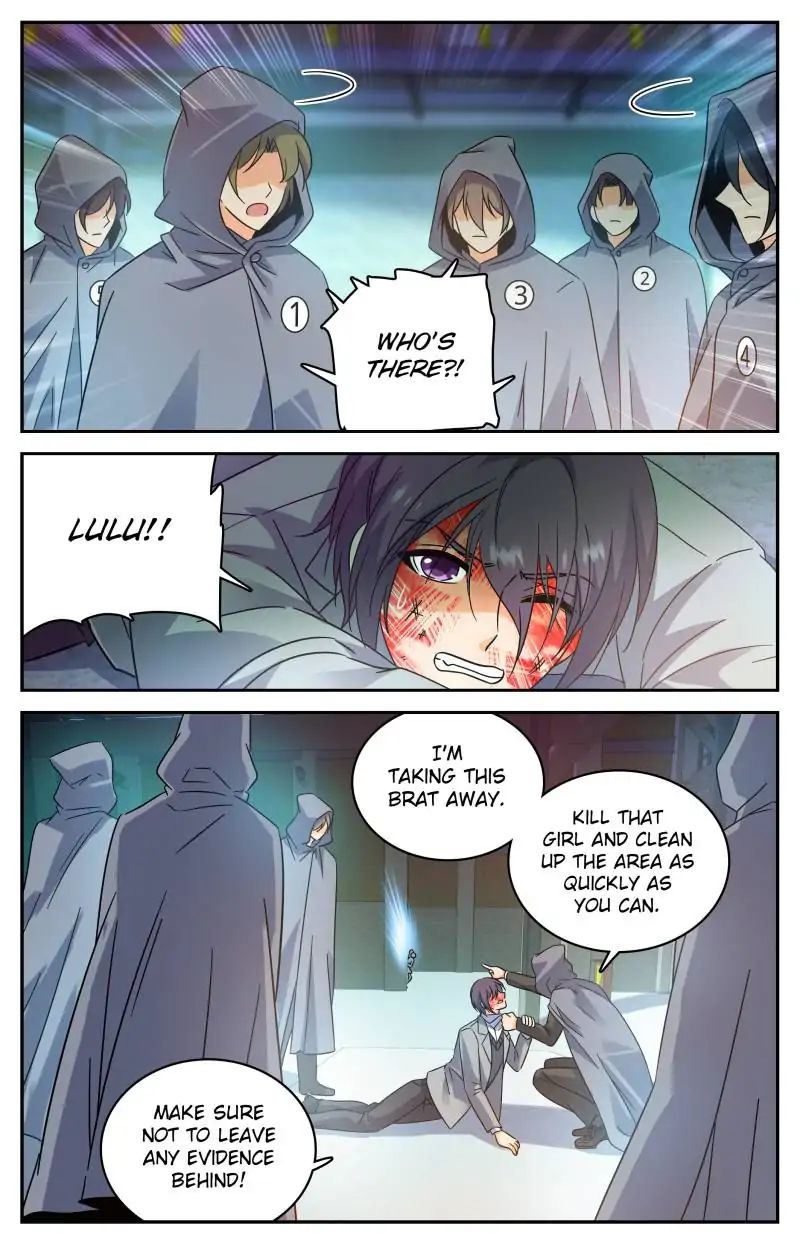 5
1
3
2
4
WHO'S
THERE?!
LULU!!
I'M
TAKING THIS
BRAT AWAY.
KILL THAT
GIRL AND CLEAN
UP THE AREA AS
QUICKLY AS
YOU CAN.
MAKE SURE
NOT TO LEAVE
ANY EVIDENCE
BEHIND!